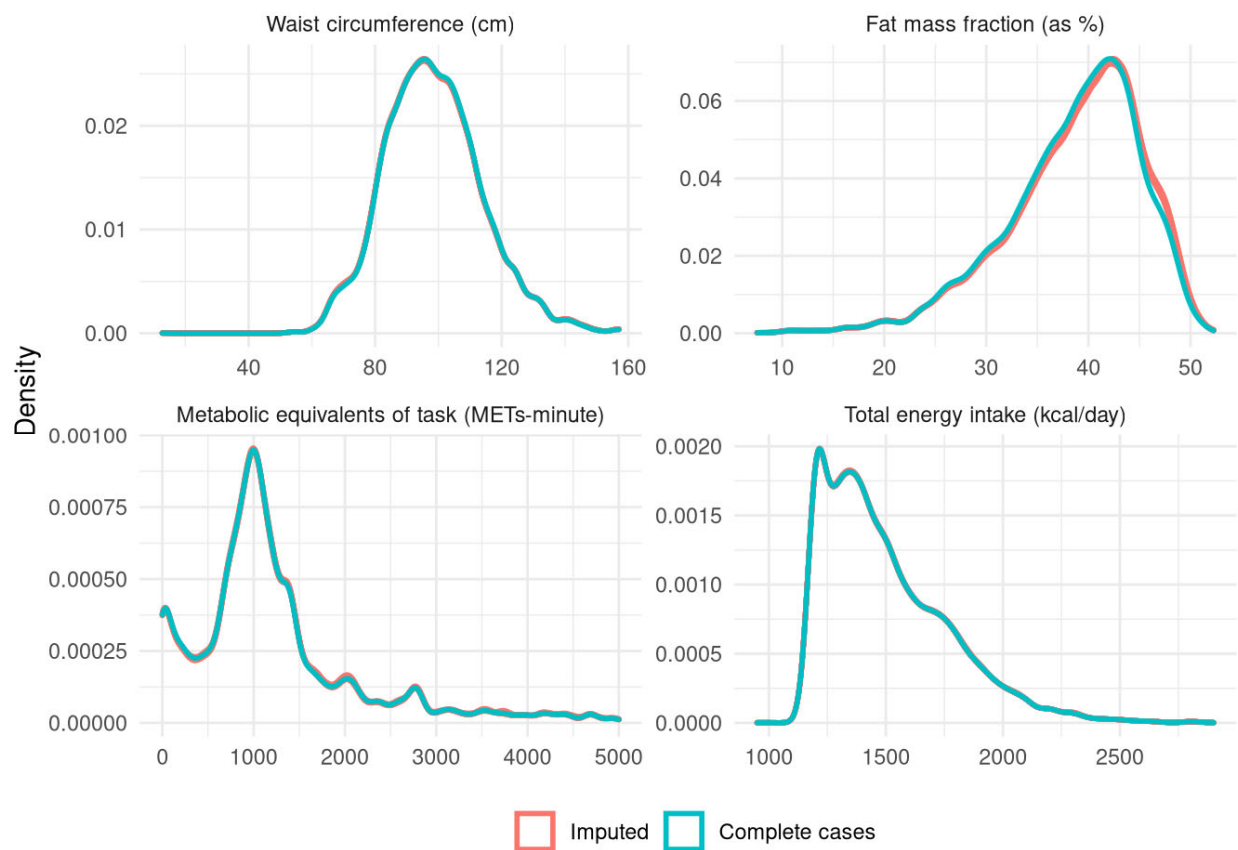 Waist circumference (cm)
Fat mass fraction (as %)
0.02
0.01
0.00
40 80 120 160
0.06
0.04
0.02
0.00
10 20 30 40 50
Density
Metabolic equivalents of task (METs-minute)
Total energy intake (kcal/day)
0.00100
0.00075
0.00050
0.00025
0.00000
0 1000 2000 3000 4000 5000
0.0020
0.0015
0.0010
0.0005
0.0000
1000 1500 2000 2500
Imputed Complete cases